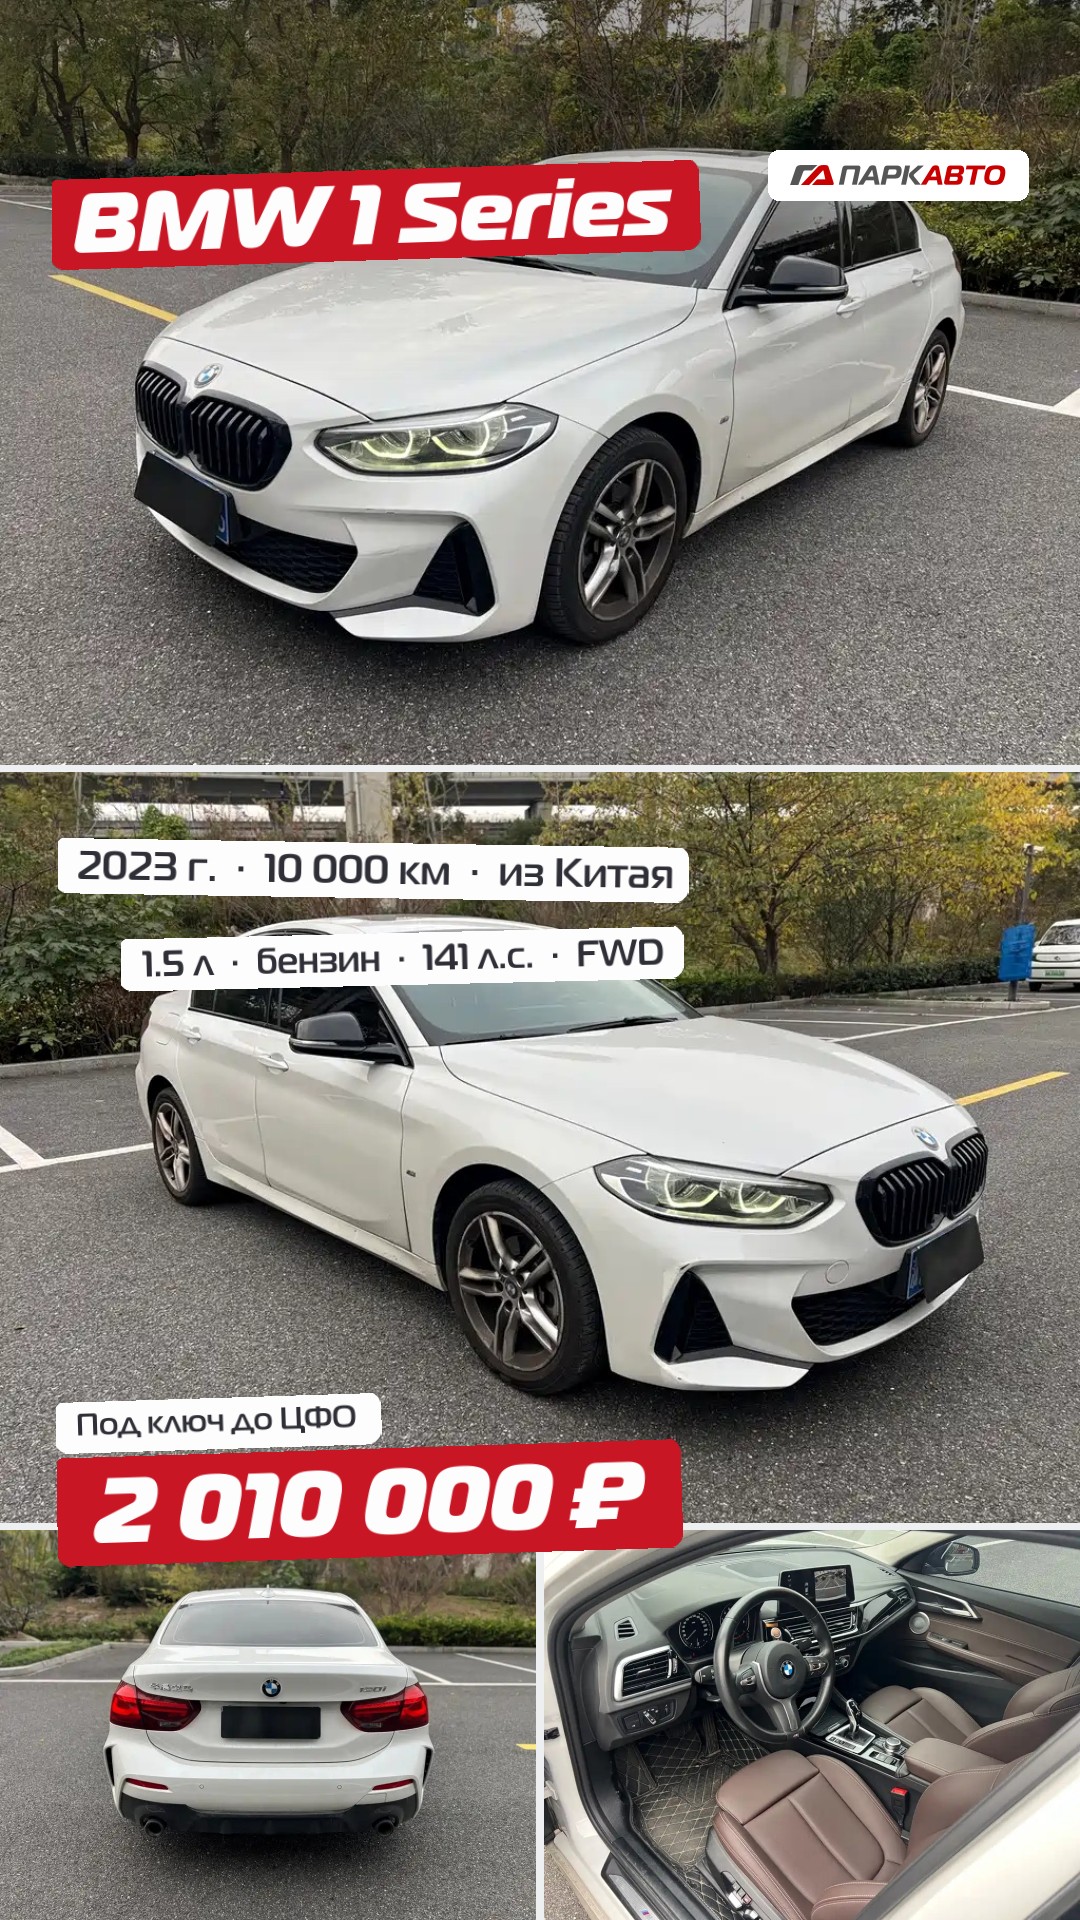 BMW 1 Series
ПАРКАВТО
2023 г. · 10 000 км · из Китая
1.5 л · бензин · 141 л.с. · FWD
Под ключ до ЦФО
2 010 000 ₽
120i